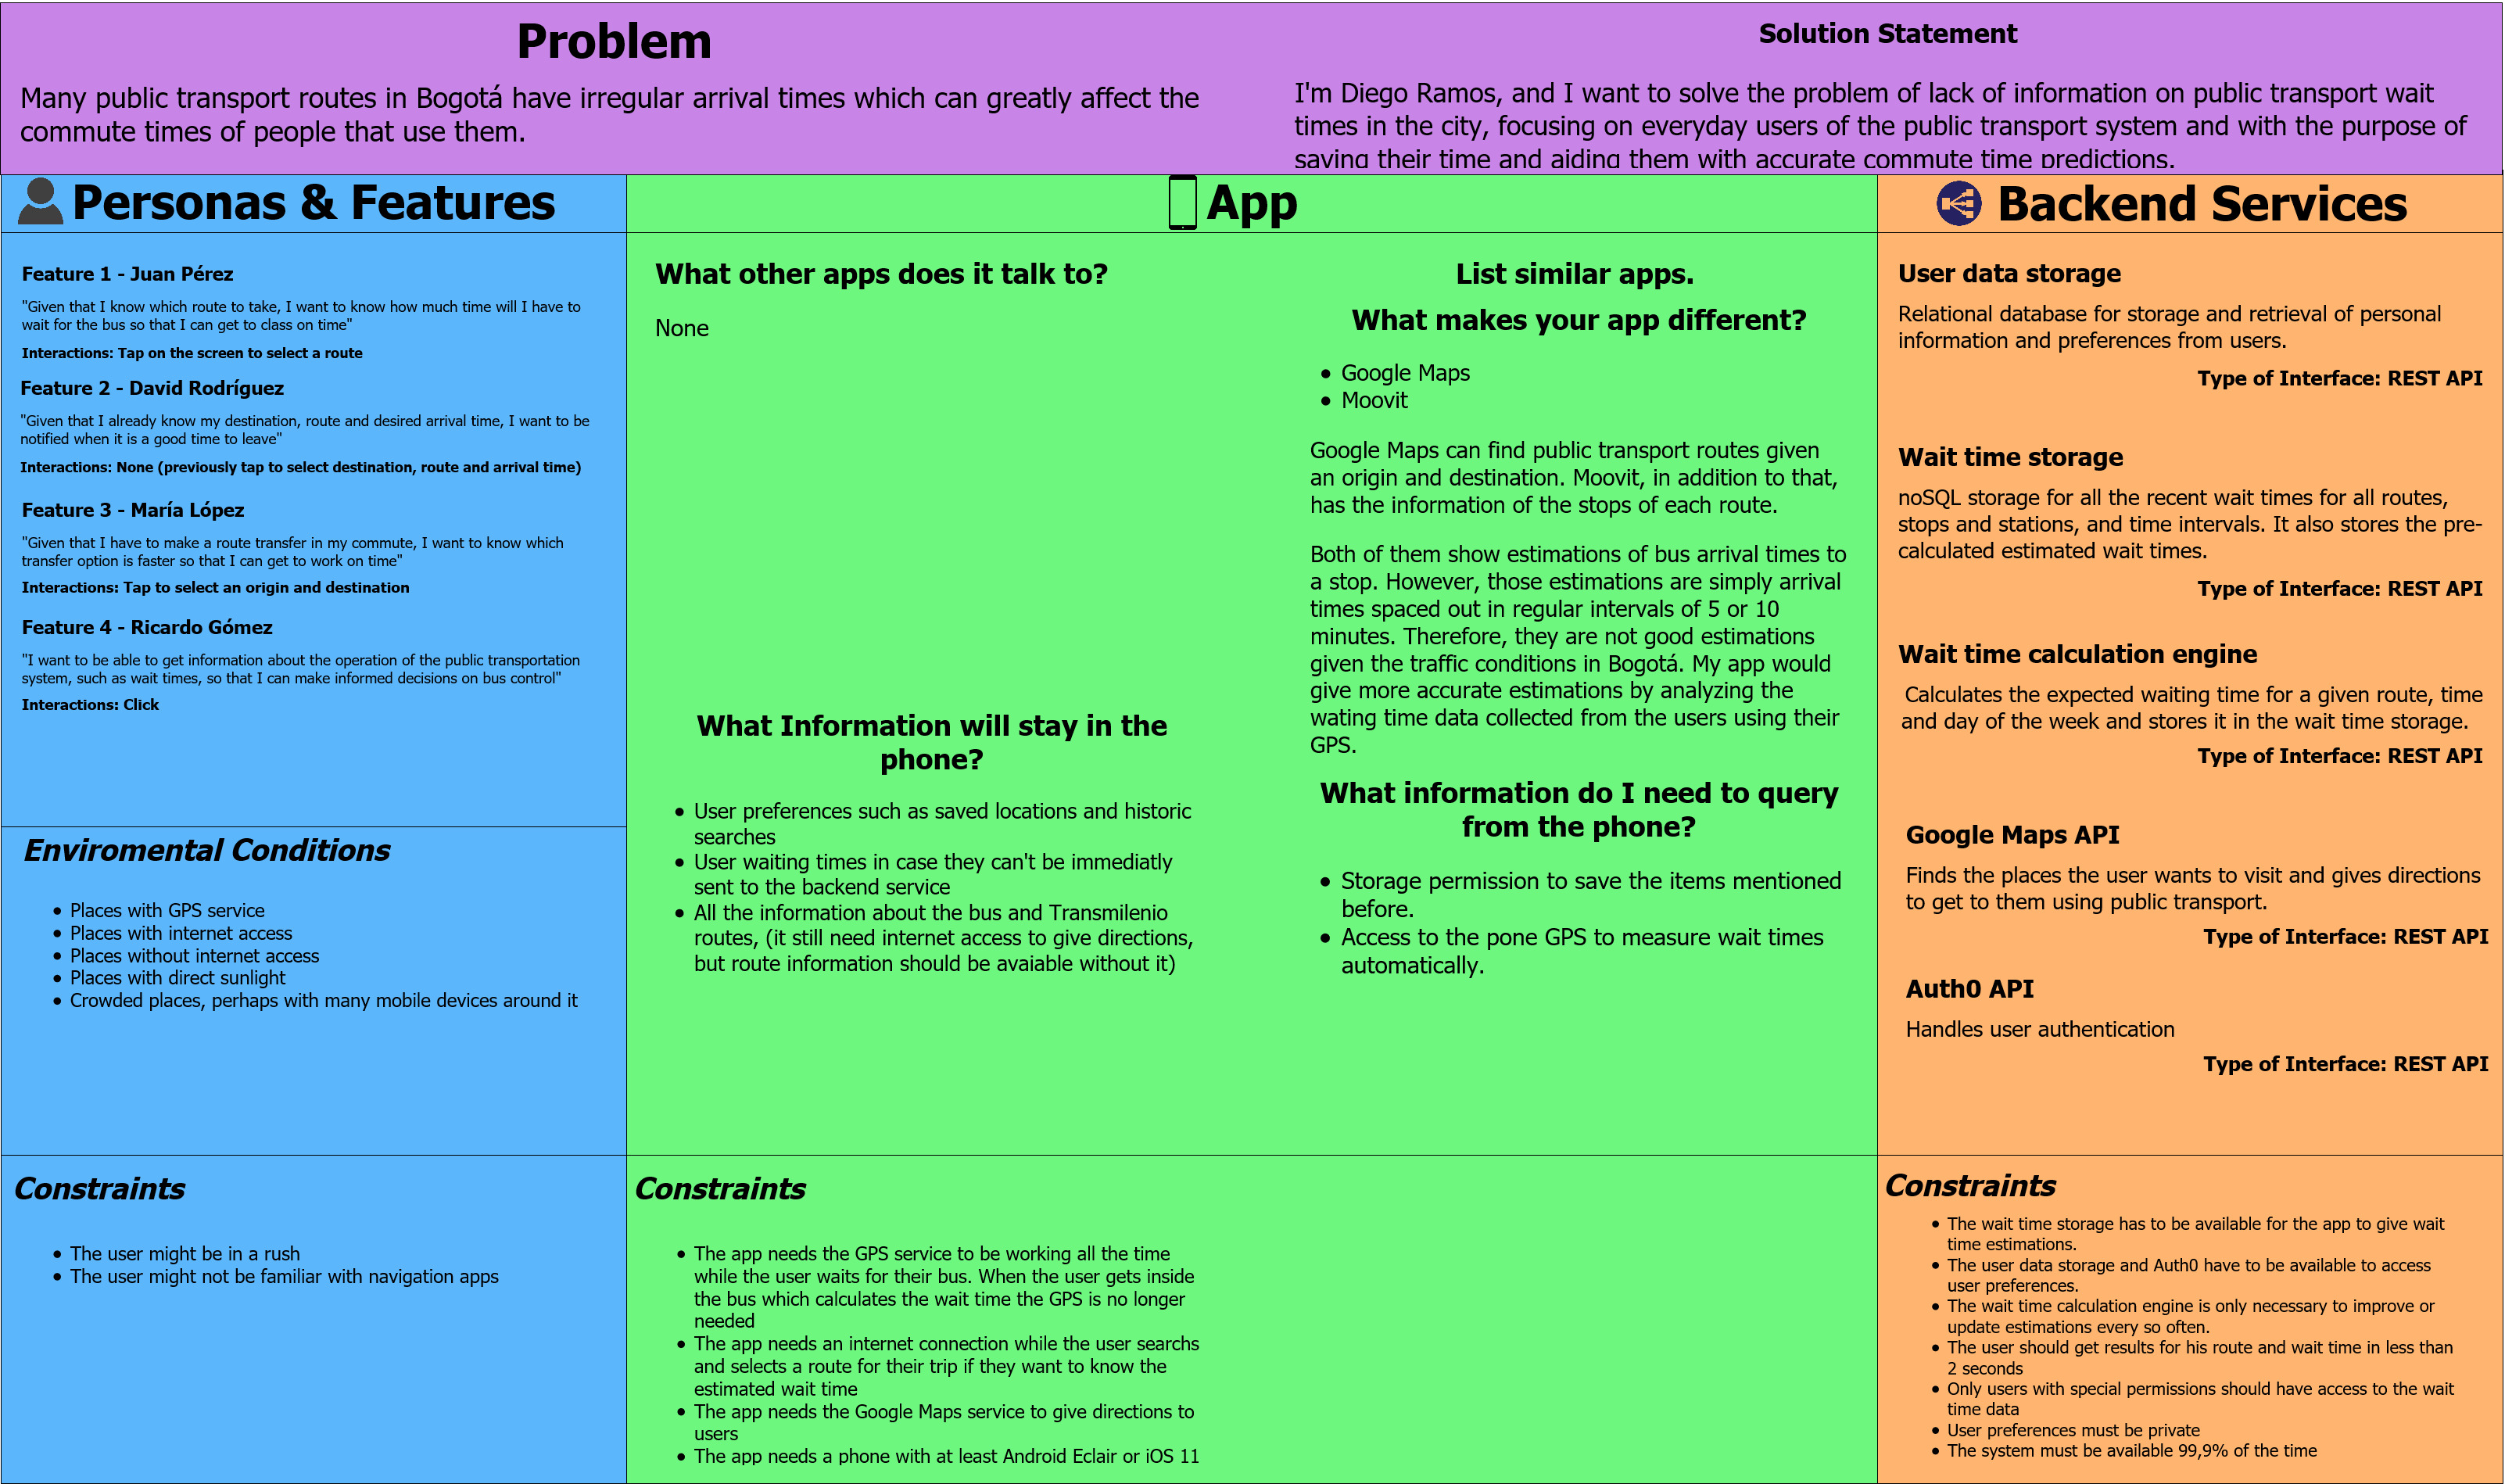 Problem
Many public transport routes in Bogotá have irregular arrival times which can greatly affect the
commute times of people that use them.
Solution Statement
I'm Diego Ramos, and I want to solve the problem of lack of information on public transport wait
times in the city, focusing on everyday users of the public transport system and with the purpose of
saving their time and aiding them with accurate commute time predictions.
Personas & Features
Feature 1 - Juan Pérez
"Given that I know which route to take, I want to know how much time will I have to
wait for the bus so that I can get to class on time"
Interactions: Tap on the screen to select a route
Feature 2 - David Rodríguez
"Given that I already know my destination, route and desired arrival time, I want to be
notified when it is a good time to leave"
Interactions: None (previously tap to select destination, route and arrival time)
Feature 3 - María López
"Given that I have to make a route transfer in my commute, I want to know which
transfer option is faster so that I can get to work on time"
Interactions: Tap to select an origin and destination
Feature 4 - Ricardo Gómez
"I want to be able to get information about the operation of the public transportation
system, such as wait times, so that I can make informed decisions on bus control"
Interactions: Click
Enviromental Conditions
• Places with GPS service
• Places with internet access
• Places without internet access
• Places with direct sunlight
• Crowded places, perhaps with many mobile devices around it
Constraints
• The user might be in a rush
• The user might not be familiar with navigation apps
App
What other apps does it talk to?
None
What Information will stay in the
phone?
• User preferences such as saved locations and historic
searches
• User waiting times in case they can't be immediatly
sent to the backend service
• All the information about the bus and Transmilenio
routes, (it still need internet access to give directions,
but route information should be avaiable without it)
List similar apps.
What makes your app different?
• Google Maps
• Moovit
Google Maps can find public transport routes given
an origin and destination. Moovit, in addition to that,
has the information of the stops of each route.
Both of them show estimations of bus arrival times to
a stop. However, those estimations are simply arrival
times spaced out in regular intervals of 5 or 10
minutes. Therefore, they are not good estimations
given the traffic conditions in Bogotá. My app would
give more accurate estimations by analyzing the
wating time data collected from the users using their
GPS.
What information do I need to query
from the phone?
• Storage permission to save the items mentioned
before.
• Access to the pone GPS to measure wait times
automatically.
Constraints
• The app needs the GPS service to be working all the time
while the user waits for their bus. When the user gets inside
the bus which calculates the wait time the GPS is no longer
needed
• The app needs an internet connection while the user searchs
and selects a route for their trip if they want to know the
estimated wait time
• The app needs the Google Maps service to give directions to
users
• The app needs a phone with at least Android Eclair or iOS 11
Backend Services
User data storage
Relational database for storage and retrieval of personal
information and preferences from users.
Type of Interface: REST API
Wait time storage
noSQL storage for all the recent wait times for all routes,
stops and stations, and time intervals. It also stores the pre-
calculated estimated wait times.
Type of Interface: REST API
Wait time calculation engine
Calculates the expected waiting time for a given route, time
and day of the week and stores it in the wait time storage.
Type of Interface: REST API
Google Maps API
Finds the places the user wants to visit and gives directions
to get to them using public transport.
Type of Interface: REST API
Auth0 API
Handles user authentication
Type of Interface: REST API
Constraints
• The wait time storage has to be available for the app to give wait
time estimations.
• The user data storage and Auth0 have to be available to access
user preferences.
• The wait time calculation engine is only necessary to improve or
update estimations every so often.
• The user should get results for his route and wait time in less than
2 seconds
• Only users with special permissions should have access to the wait
time data
• User preferences must be private
• The system must be available 99,9% of the time